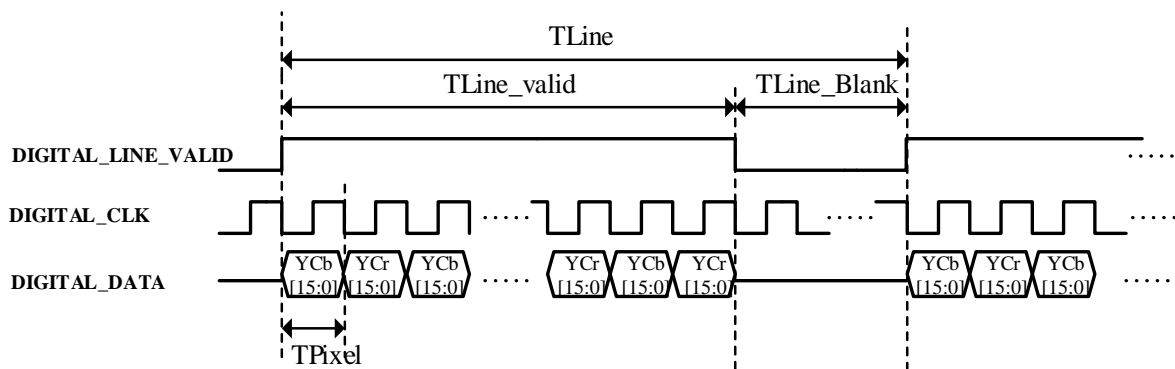 TLine
TLine_valid
TLine_Blank
DIGITAL_LINE_VALID
.....
DIGITAL_CLK
.....
.....
.....
DIGITAL_DATA
YCb [15:0]
YCr [15:0]
YCb [15:0]
.....
YCr [15:0]
YCb [15:0]
YCr [15:0]
YCb [15:0]
YCr [15:0]
YCb [15:0]
.....
TPixel